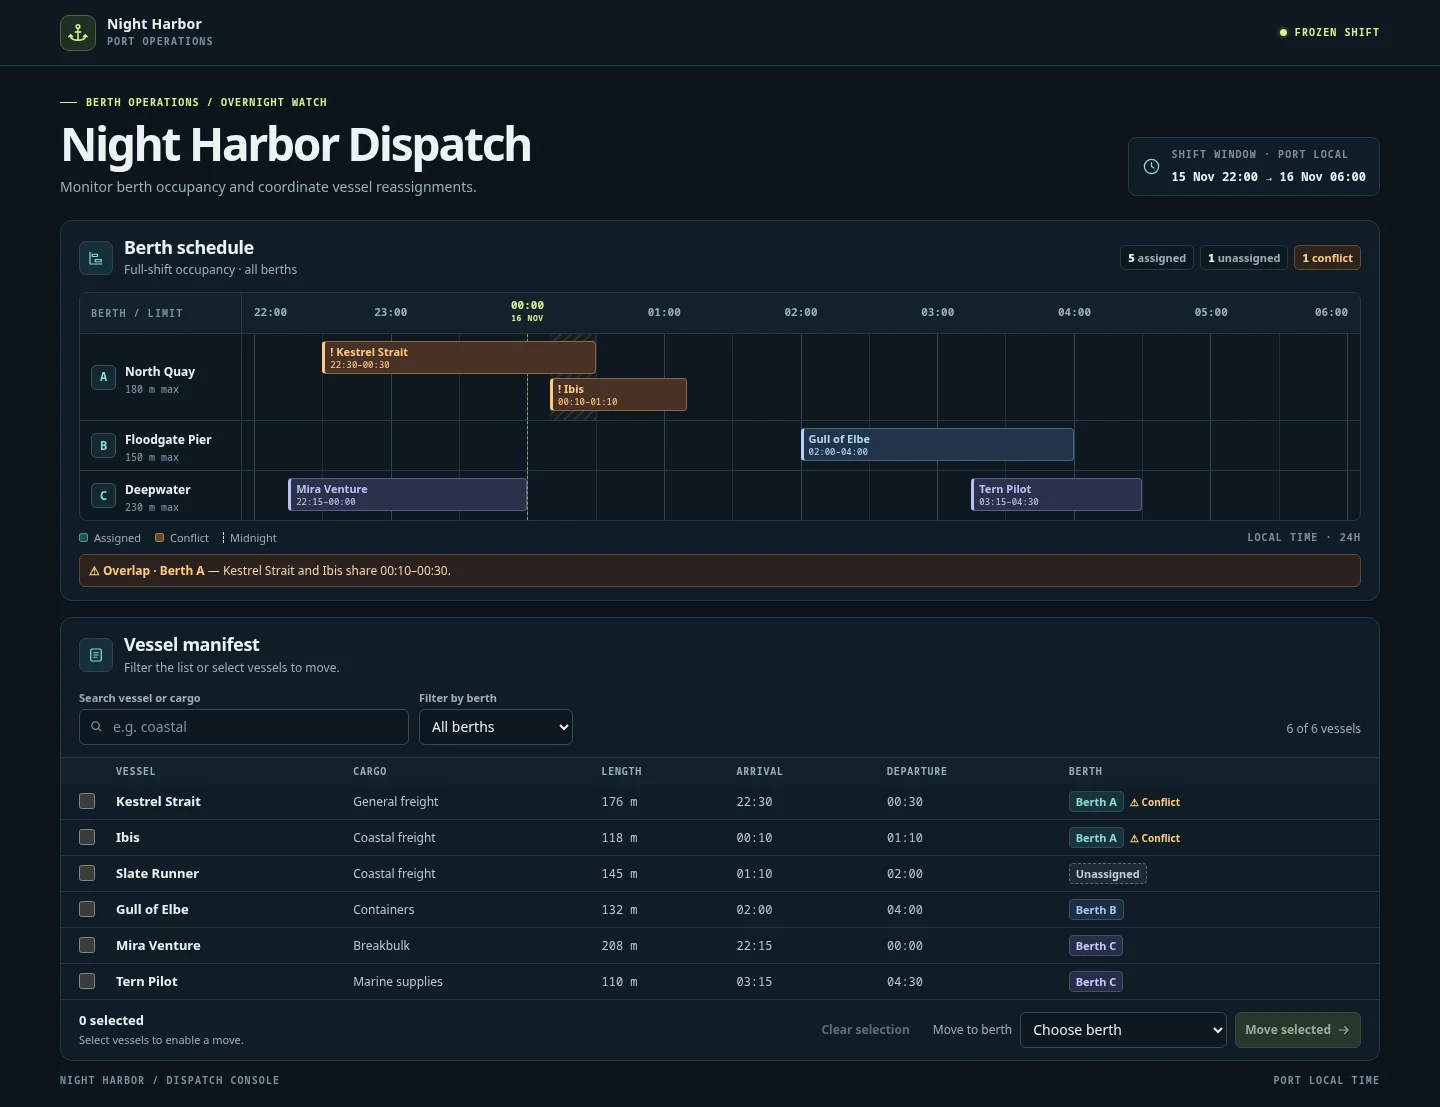 Night Harbor
PORT OPERATIONS
FROZEN SHIFT
BERTH OPERATIONS / OVERNIGHT WATCH
Night Harbor Dispatch
Monitor berth occupancy and coordinate vessel reassignments.
SHIFT WINDOW · PORT LOCAL
15 Nov 22:00 → 16 Nov 06:00
Berth schedule
Full-shift occupancy · all berths
5 assigned
1 unassigned
1 conflict
BERTH / LIMIT
22:00
23:00
00:00
16 NOV
01:00
02:00
03:00
04:00
05:00
06:00
A
North Quay
180 m max
! Kestrel Strait
22:30–00:30
! Ibis
00:10–01:10
B
Floodgate Pier
150 m max
Gull of Elbe
02:00–04:00
C
Deepwater
230 m max
Mira Venture
22:15–00:00
Tern Pilot
03:15–04:30
Assigned
Conflict
Midnight
LOCAL TIME · 24H
⚠ Overlap · Berth A — Kestrel Strait and Ibis share 00:10–00:30.
Vessel manifest
Filter the list or select vessels to move.
Search vessel or cargo
e.g. coastal
Filter by berth
All berths
6 of 6 vessels
VESSEL CARGO LENGTH ARRIVAL DEPARTURE BERTH
Kestrel Strait General freight 176 m 22:30 00:30 Berth A ⚠ Conflict
Ibis Coastal freight 118 m 00:10 01:10 Berth A ⚠ Conflict
Slate Runner Coastal freight 145 m 01:10 02:00 Unassigned
Gull of Elbe Containers 132 m 02:00 04:00 Berth B
Mira Venture Breakbulk 208 m 22:15 00:00 Berth C
Tern Pilot Marine supplies 110 m 03:15 04:30 Berth C
0 selected
Select vessels to enable a move.
Clear selection
Move to berth
Choose berth
Move selected →
NIGHT HARBOR / DISPATCH CONSOLE
PORT LOCAL TIME